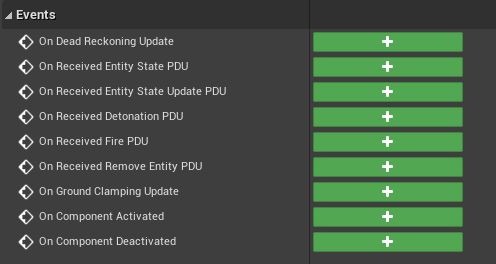 Events
On Dead Reckoning Update
On Received Entity State PDU
On Received Entity State Update PDU
On Received Detonation PDU
On Received Fire PDU
On Received Remove Entity PDU
On Ground Clamping Update
On Component Activated
On Component Deactivated